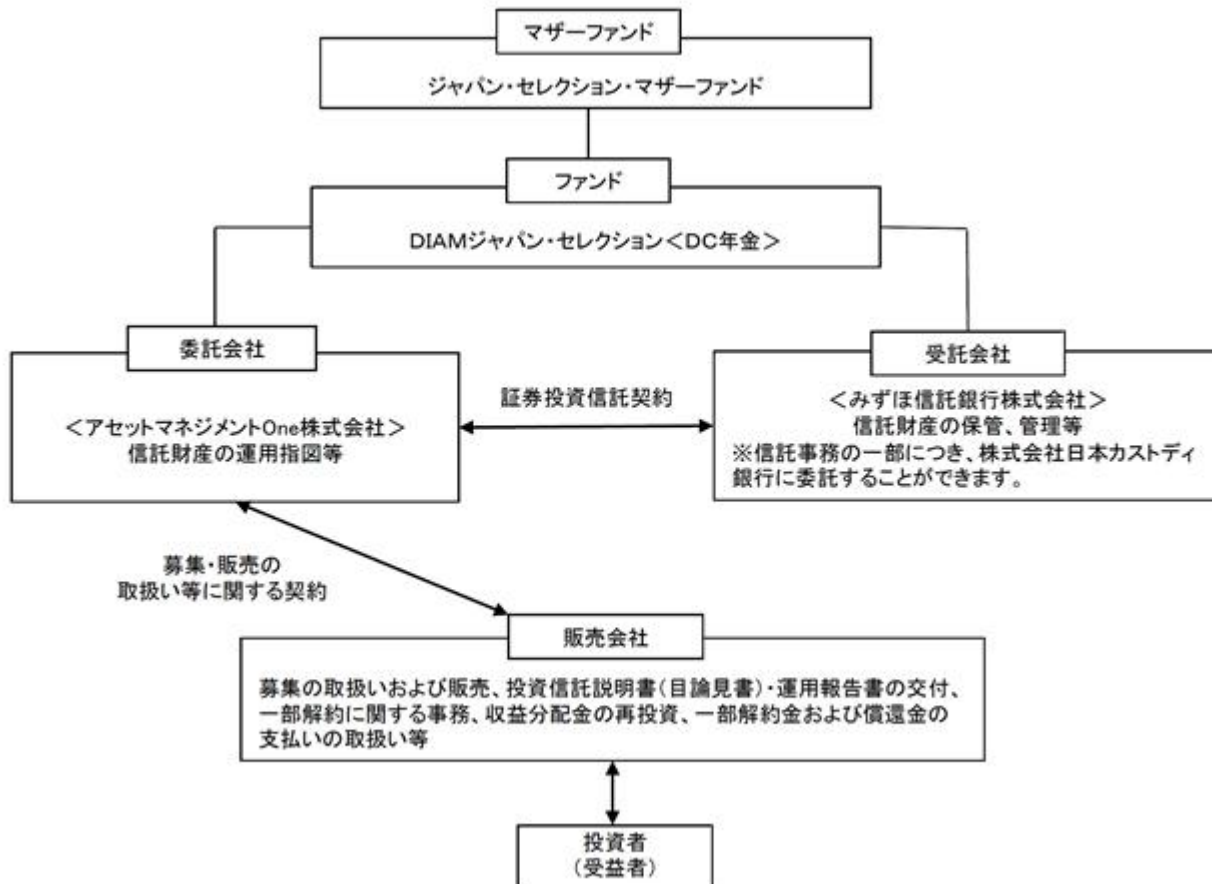 マザーファンド
ジャパン・セレクション・マザーファンド
ファンド
DIAMジャパン・セレクション<DC年金>
委託会社
<アセットマネジメントOne株式会社>
信託財産の運用指図等
証券投資信託契約
受託会社
<みずほ信託銀行株式会社>
信託財産の保管、管理等
※信託事務の一部につき、株式会社日本カストディ
銀行に委託することができます。
募集・販売の
取扱い等に関する契約
販売会社
募集の取扱いおよび販売、投資信託説明書(目論見書)・運用報告書の交付、
一部解約に関する事務、収益分配金の再投資、一部解約金および償還金の
支払いの取扱い等
投資者
(受益者)